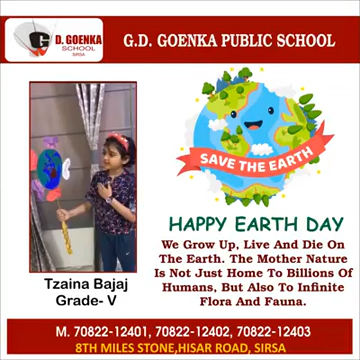 D. GOENKA
SCHOOL
SIRSA
G.D. GOENKA PUBLIC SCHOOL
SAVE THE EARTH
HAPPY EARTH DAY
We Grow Up, Live And Die On
The Earth. The Mother Nature
Is Not Just Home To Billions Of
Humans, But Also To Infinite
Flora And Fauna.
Tzaina Bajaj
Grade- V
M. 70822-12401, 70822-12402, 70822-12403
8TH MILES STONE,HISAR ROAD, SIRSA